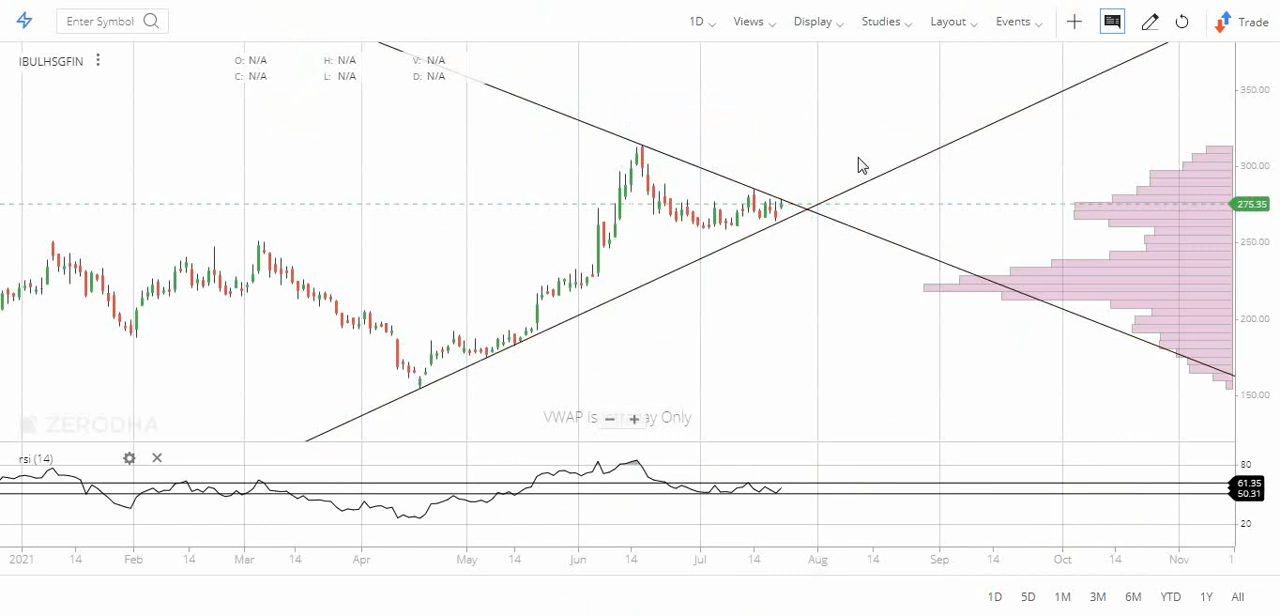 Enter Symbol 1D Views Display Studies Layout Events Trade
IBULHSGFIN O: N/A H: N/A V: N/A
C: N/A L: N/A D: N/A
350.00
300.00
275.35
250.00
200.00
150.00
ZERODHA
VWAP is ay Only
rsi (14)
80
61.35
50.31
20
2021 14 Feb 14 Mar 14 Apr May 14 Jun 14 Jul 14 Aug 14 Sep 14 Oct 14 Nov 1
1D 5D 1M 3M 6M YTD 1Y All